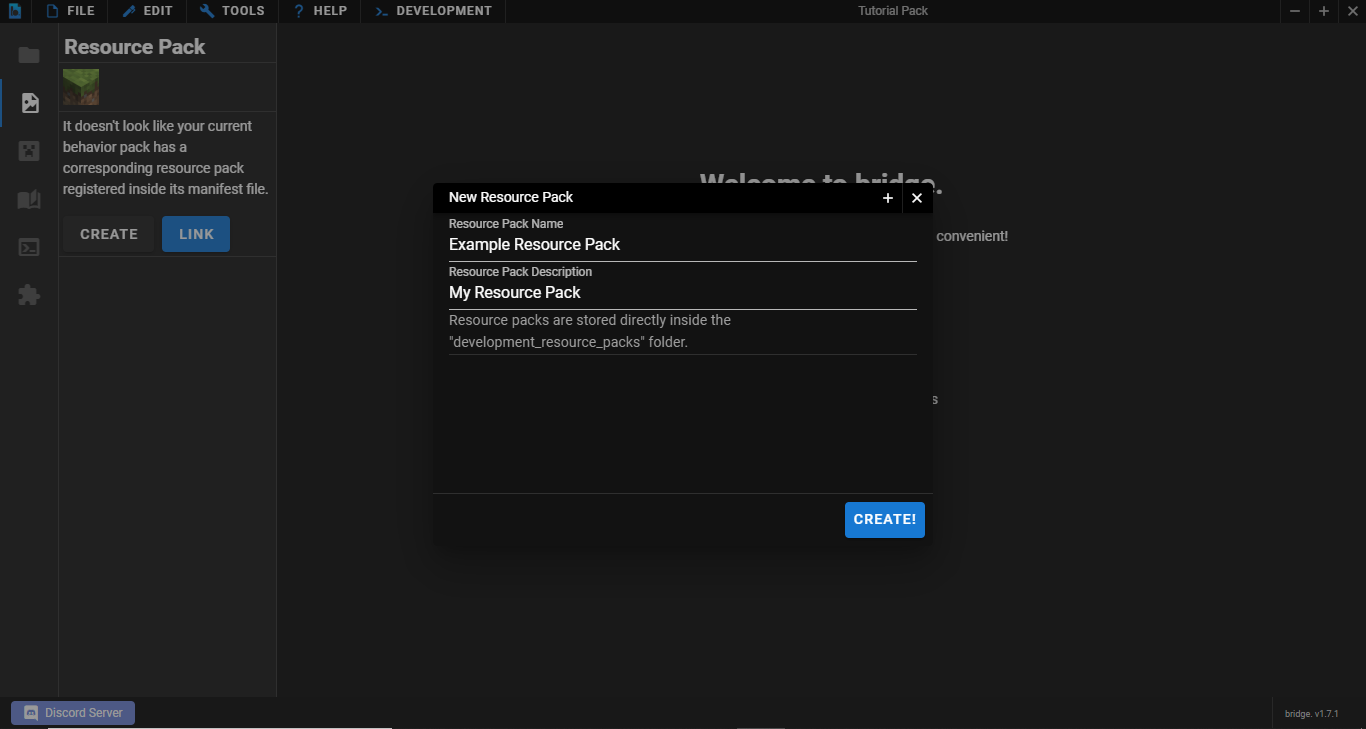 FILE EDIT TOOLS ? HELP DEVELOPMENT Tutorial Pack
Resource Pack
It doesn't look like your current
behavior pack has a
corresponding resource pack
registered inside its manifest file.
CREATE LINK
Welcome to bridge.
convenient!
New Resource Pack
Resource Pack Name
Example Resource Pack
Resource Pack Description
My Resource Pack
Resource packs are stored directly inside the
"development_resource_packs" folder.
s
CREATE!
Discord Server
bridge. v1.7.1